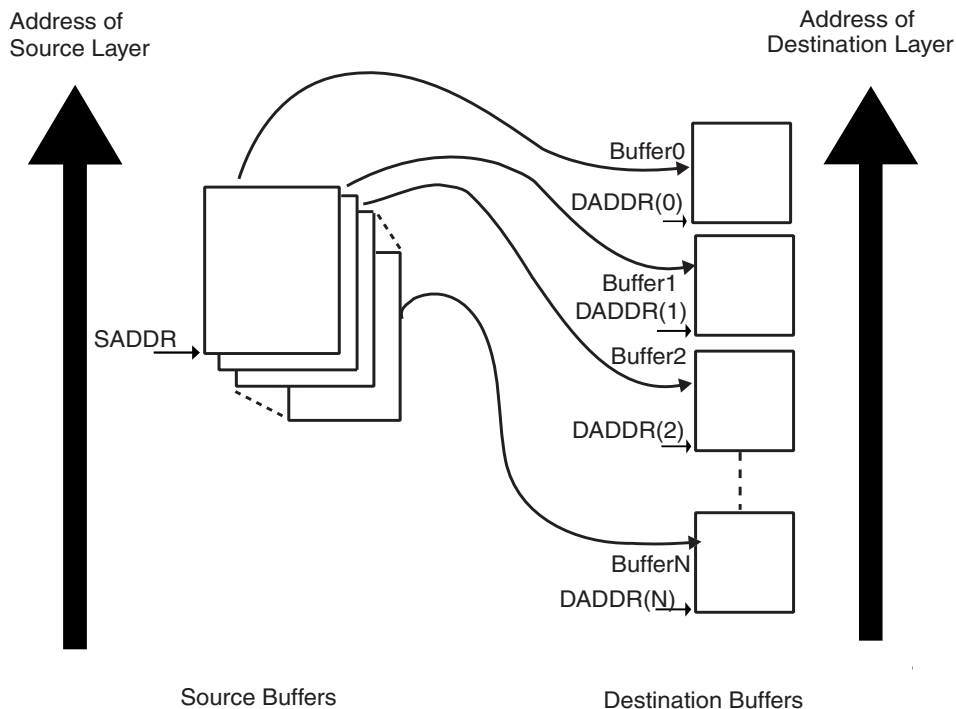 Address of
Source Layer
Address of
Destination Layer
Buffer0
DADDR(0)
Buffer1
DADDR(1)
SADDR
Buffer2
DADDR(2)
BufferN
DADDR(N)
Source Buffers
Destination Buffers